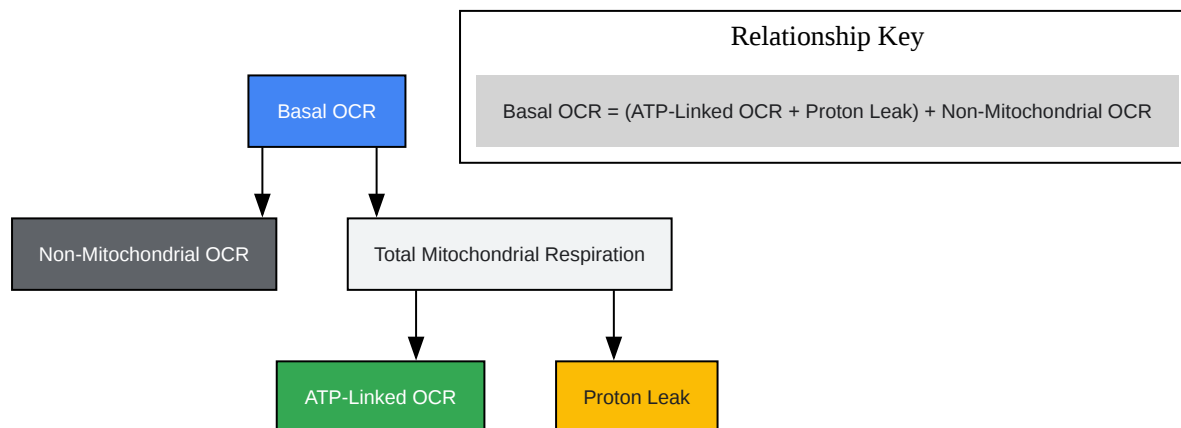 Relationship Key
Basal OCR = (ATP-Linked OCR + Proton Leak) + Non-Mitochondrial OCR
Basal OCR
Non-Mitochondrial OCR
Total Mitochondrial Respiration
ATP-Linked OCR
Proton Leak